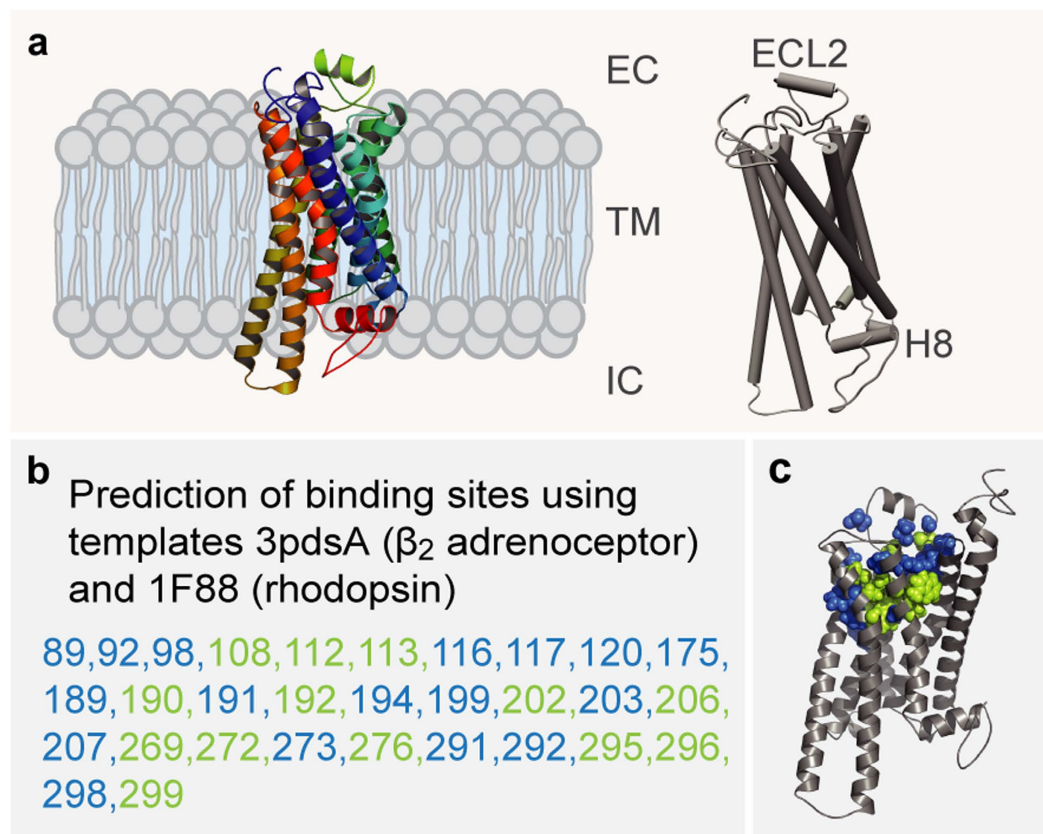 a
EC
ECL2
TM
H8
IC
b
Prediction of binding sites using
templates 3pdsA (β₂ adrenoceptor)
and 1F88 (rhodopsin)
89,92,98,108,112,113,116,117,120,175,
189,190,191,192,194,199,202,203,206,
207,269,272,273,276,291,292,295,296,
298,299
c